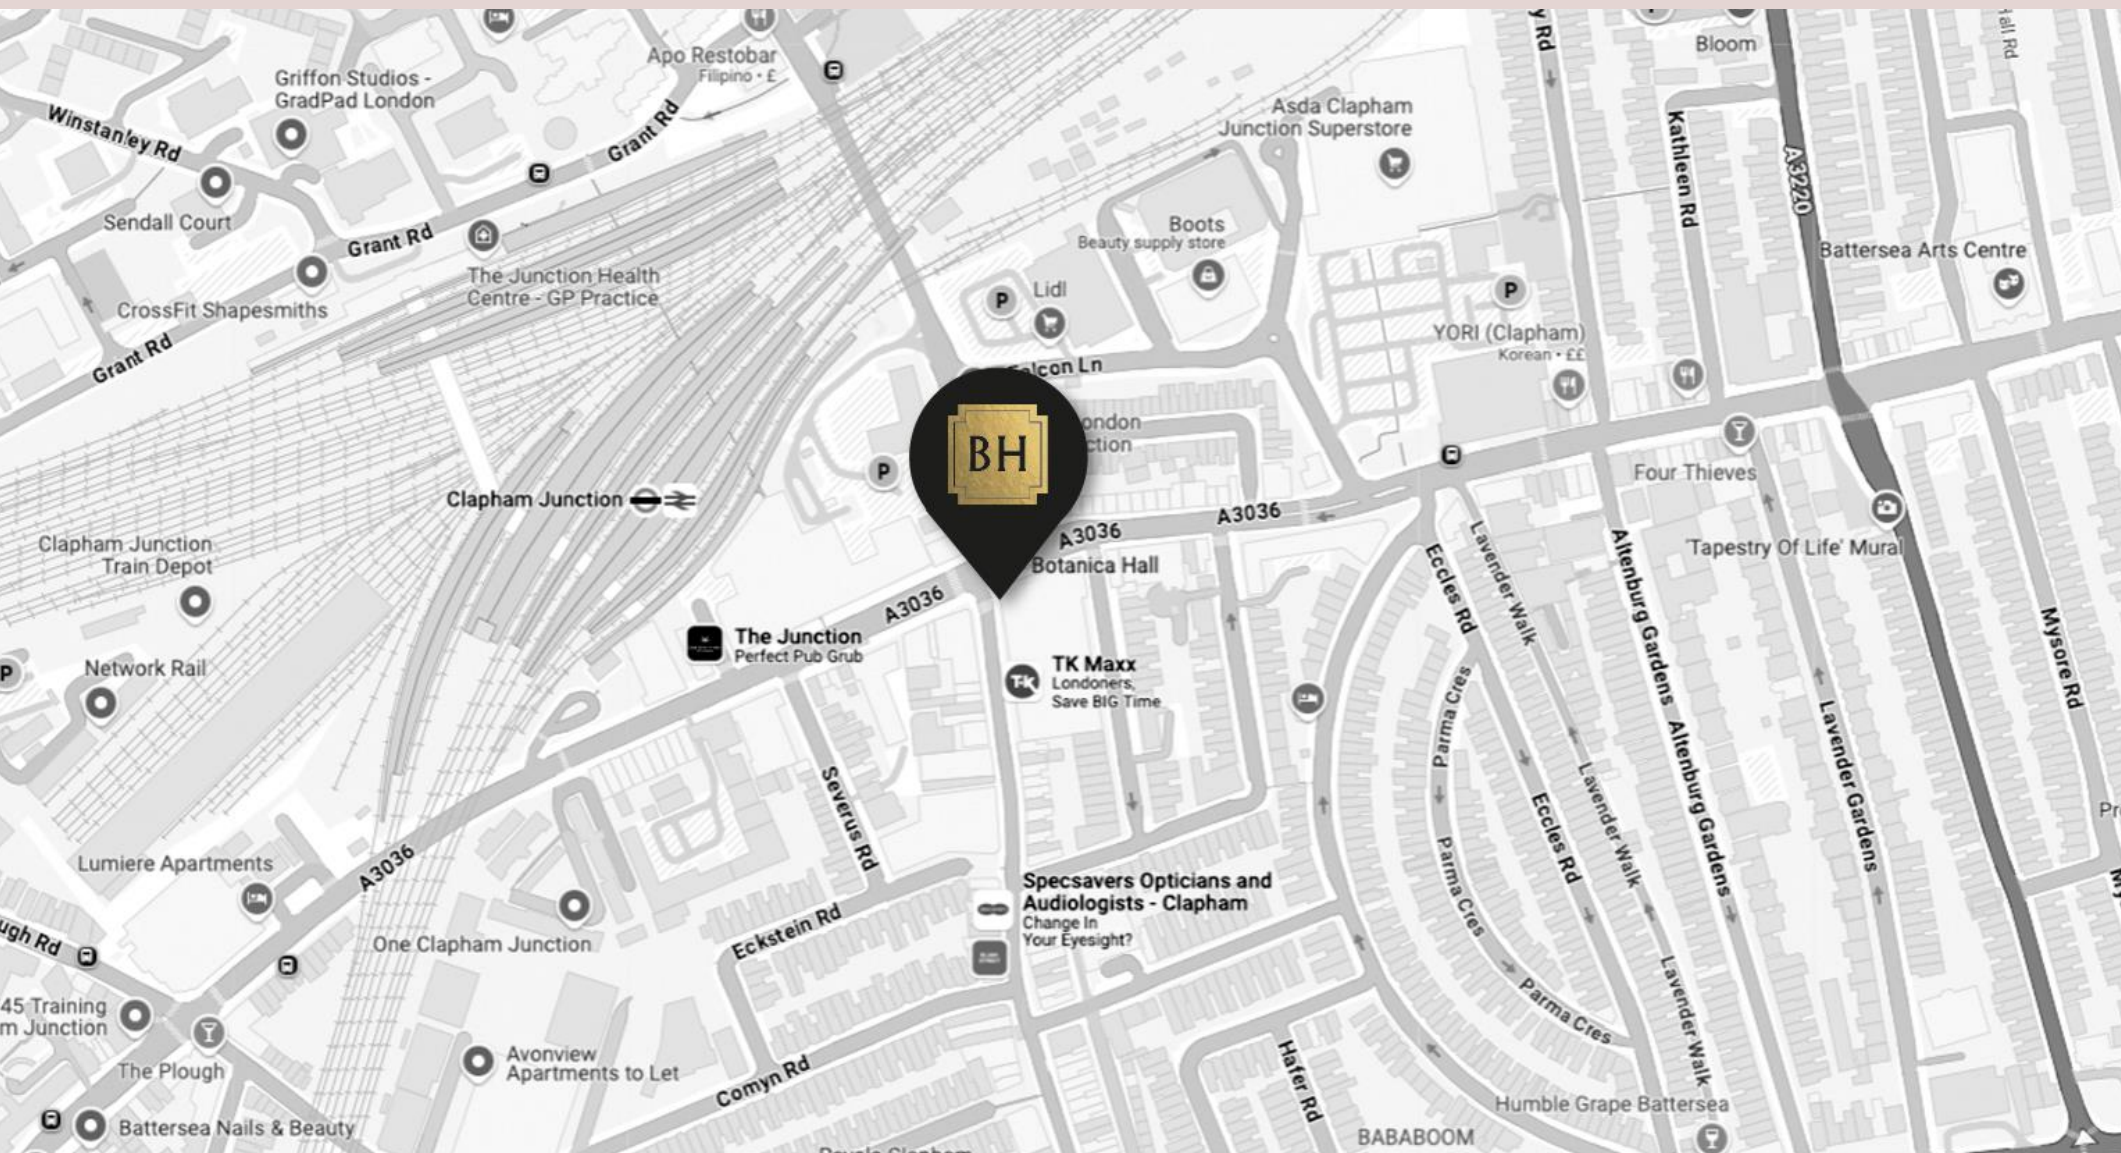 Bloom
Apo Restobar
Filipino • £
Griffon Studios -
GradPad London
Grant Rd
Winstanley Rd
Asda Clapham
Junction Superstore
Kathleen Rd
A3220
Sendall Court
Grant Rd
Boots
Beauty supply store
Battersea Arts Centre
The Junction Health
Centre - GP Practice
CrossFit Shapesmiths
P
Lidl
P
Grant Rd
YORI (Clapham)
Korean • ££
Falcon Ln
BH
P
Four Thieves
Clapham Junction
A3036
A3036
Clapham Junction
Train Depot
Botanica Hall
'Tapestry Of Life' Mural
Eccles Rd
Lavender Walk
Altenburg Gardens
A3036
The Junction
Perfect Pub Grub
TK
TK Maxx
Londoners,
Save BIG Time
Network Rail
P
Parma Cres
Mysore Rd
Altenburg Gardens
Lavender Gardens
Severus Rd
Eccles Rd
Lavender Walk
Lumiere Apartments
A3036
Parma Cres
Specsavers Opticians and
Audiologists - Clapham
Change In
Your Eyesight?
Eckstein Rd
One Clapham Junction
Lavender Walk
Parma Cres
45 Training
m Junction
The Plough
Avonview
Apartments to Let
Comyn Rd
Hafer Rd
Humble Grape Battersea
Battersea Nails & Beauty
BABABOOM